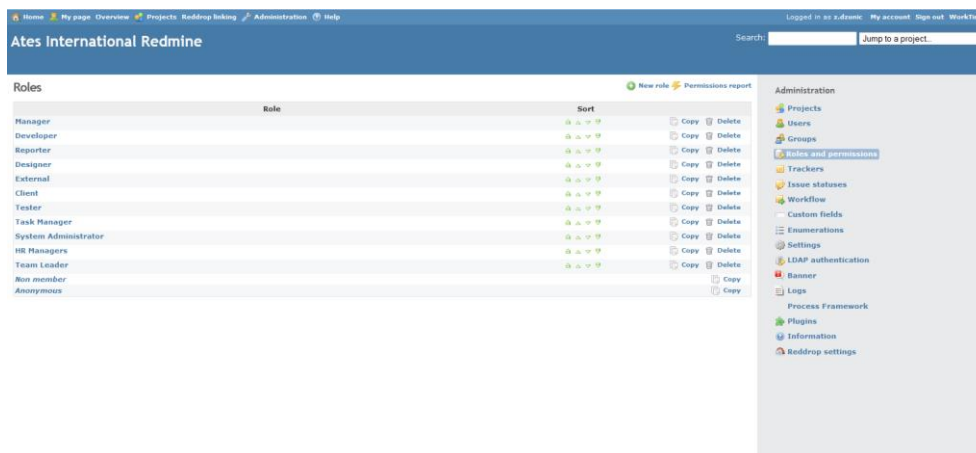 Home My page Overview Projects Reddrop linking Administration Help Logged in as z.dzonic My account Sign out WorkTi
Ates International Redmine Search: Jump to a project...
Roles New role Permissions report
Role Sort
Manager Copy Delete
Developer Copy Delete
Reporter Copy Delete
Designer Copy Delete
External Copy Delete
Client Copy Delete
Tester Copy Delete
Task Manager Copy Delete
System Administrator Copy Delete
HR Managers Copy Delete
Team Leader Copy Delete
Non member Copy
Anonymous Copy
Administration
Projects
Users
Groups
Roles and permissions
Trackers
Issue statuses
Workflow
Custom fields
Enumerations
Settings
LDAP authentication
Banner
Logs
Process Framework
Plugins
Information
Reddrop settings